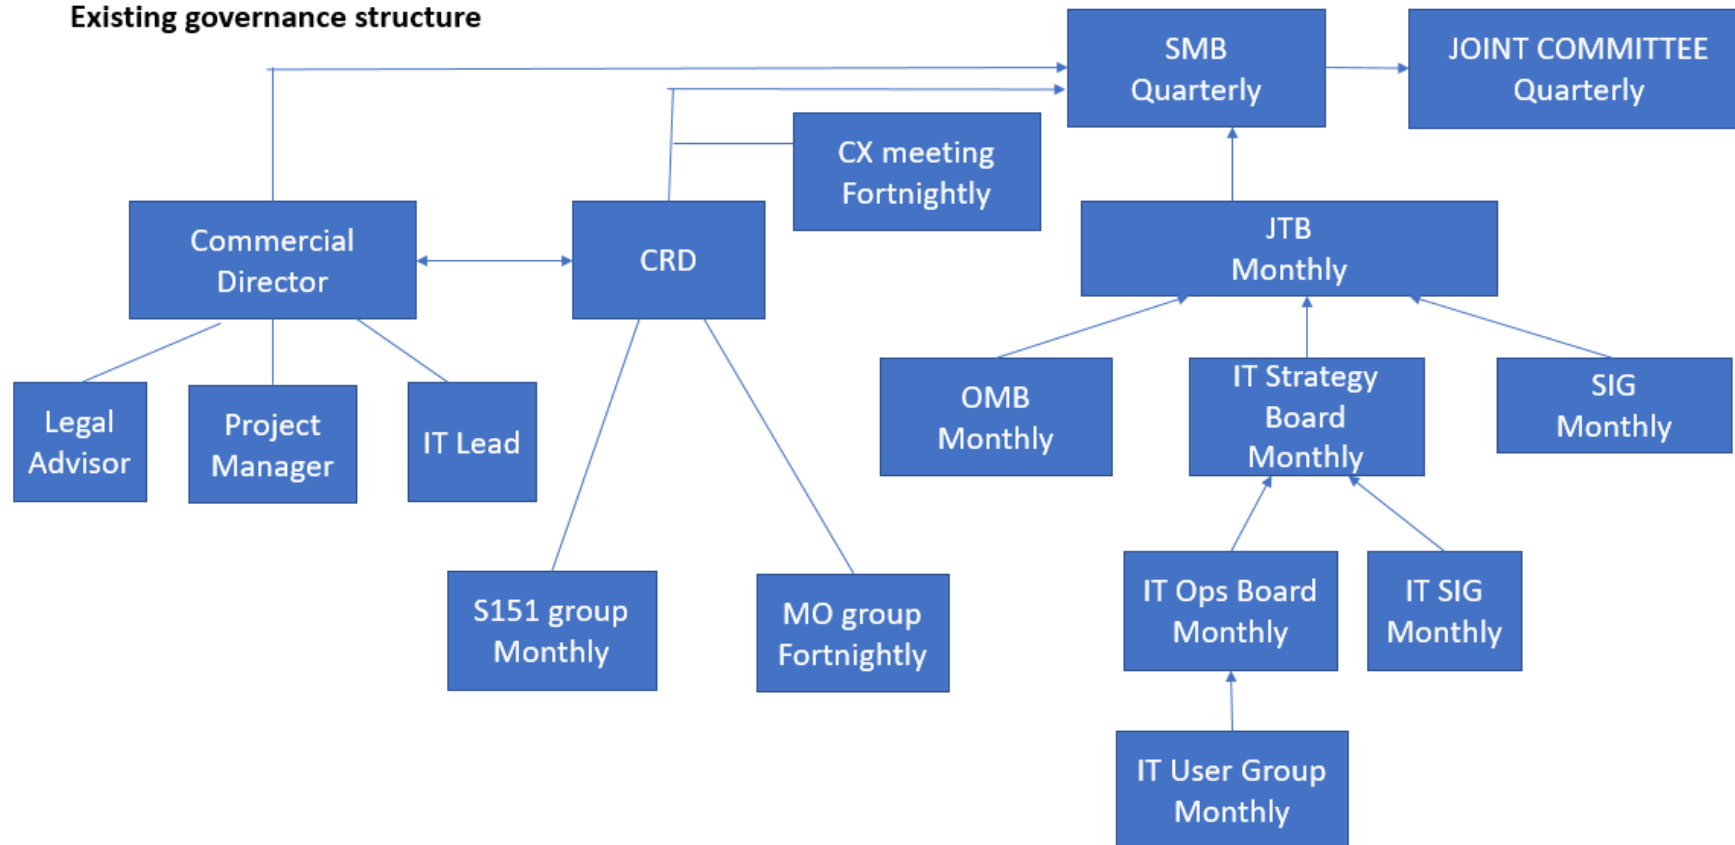 Existing governance structure
SMB
Quarterly
JOINT COMMITTEE
Quarterly
CX meeting
Fortnightly
Commercial
Director
CRD
JTB
Monthly
Legal
Advisor
Project
Manager
IT Lead
OMB
Monthly
IT Strategy
Board
Monthly
SIG
Monthly
S151 group
Monthly
MO group
Fortnightly
IT Ops Board
Monthly
IT SIG
Monthly
IT User Group
Monthly